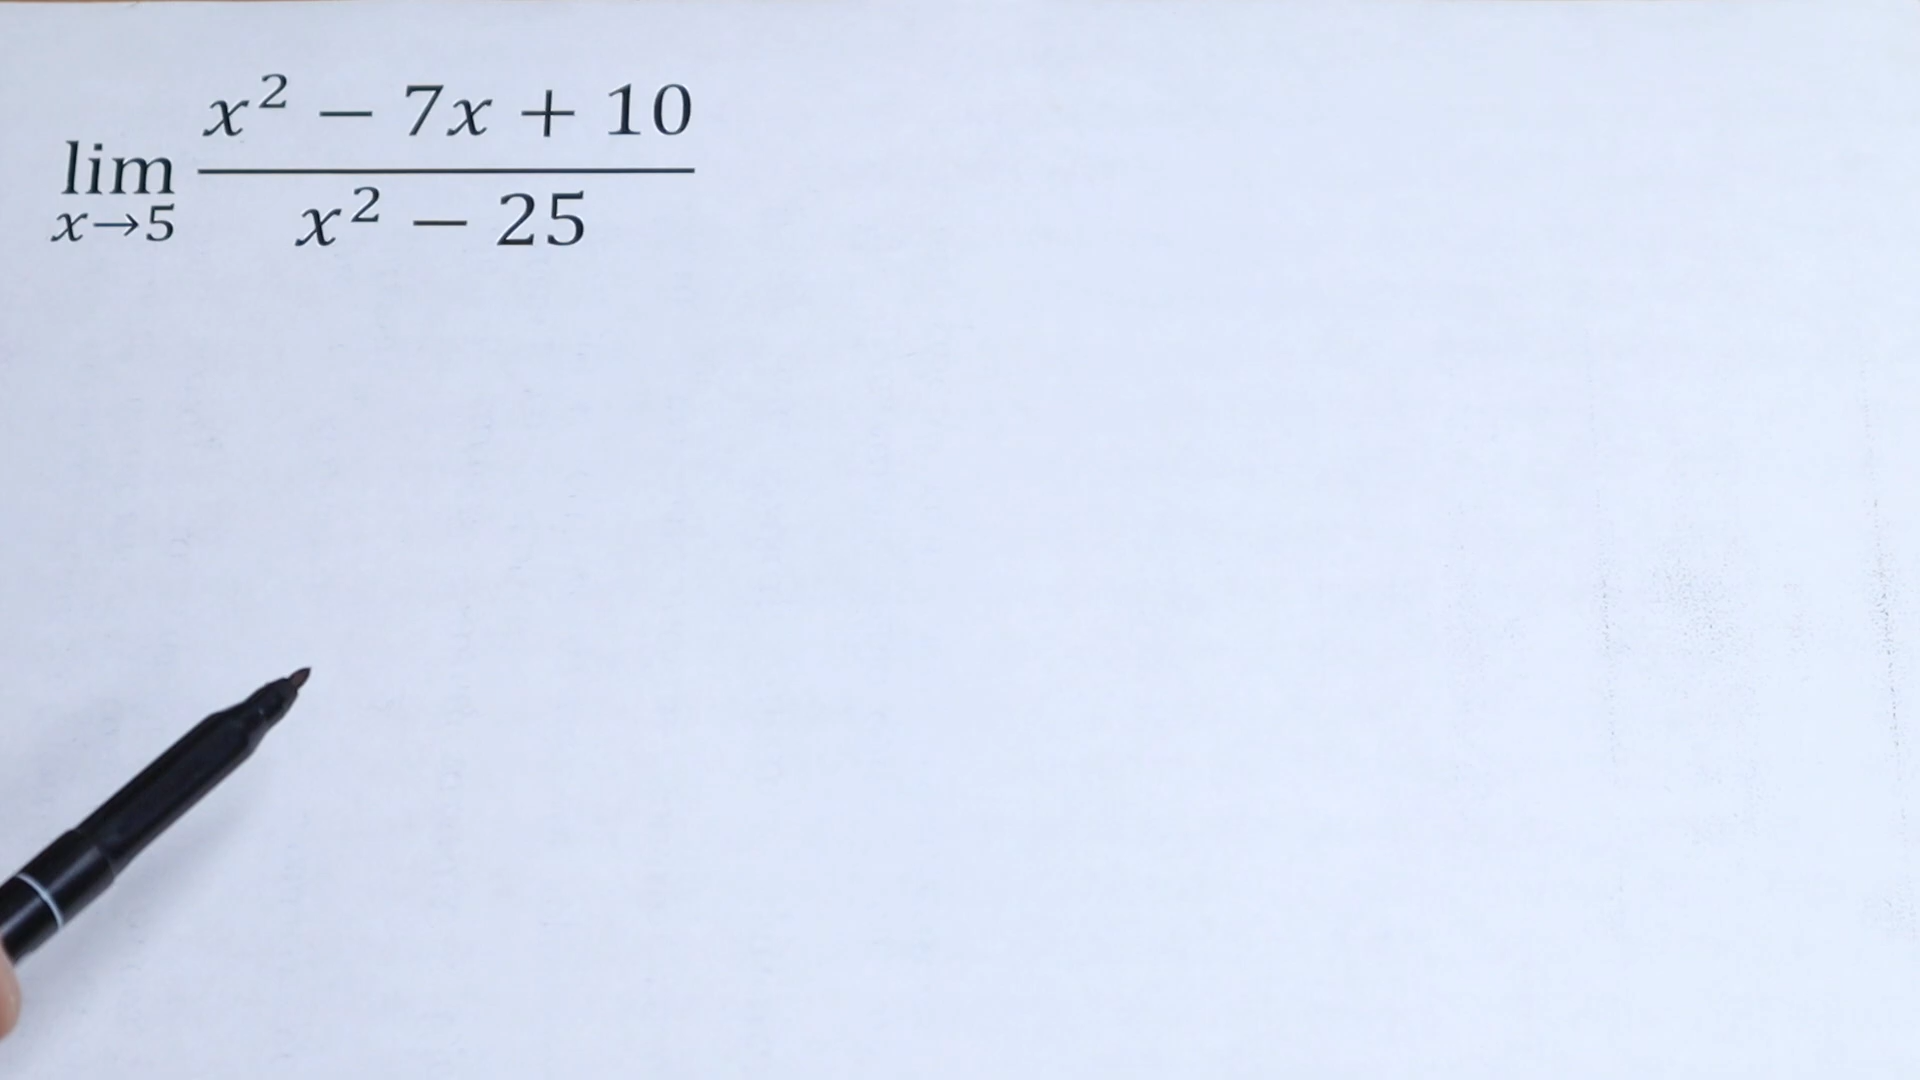 lim x→5 x² − 7x + 10 / x² − 25